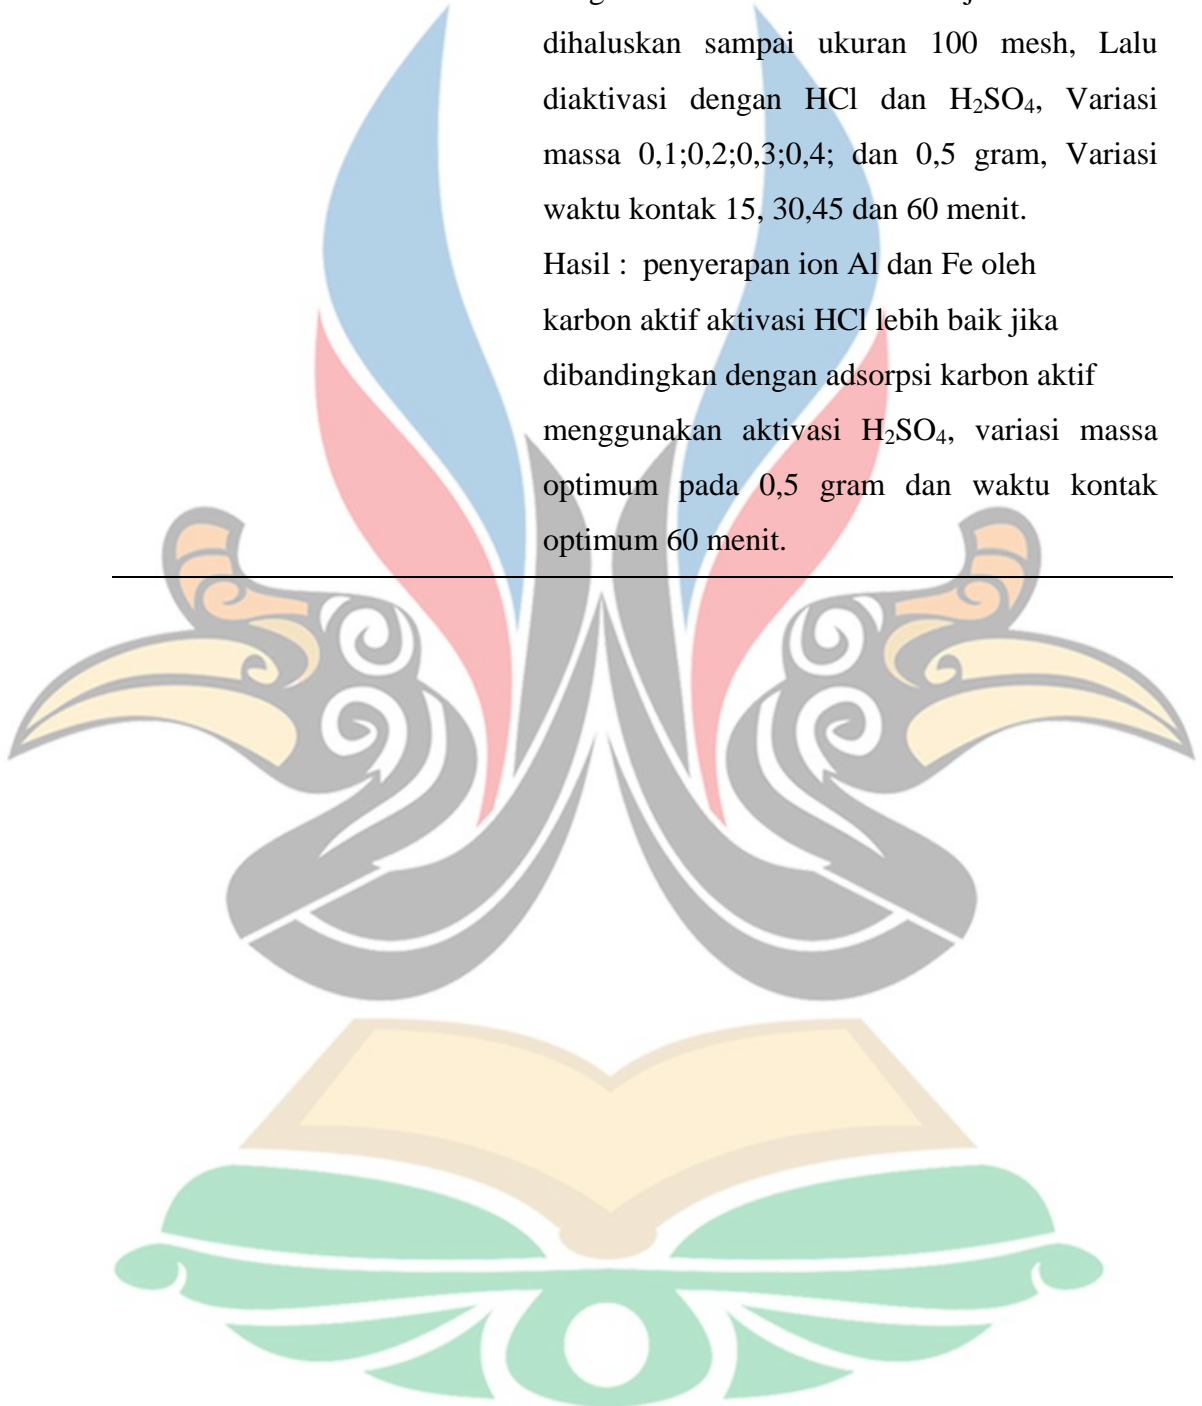 dihaluskan sampai ukuran 100 mesh, Lalu
diaktivasi dengan HCl dan H₂SO₄, Variasi
massa 0,1;0,2;0,3;0,4; dan 0,5 gram, Variasi
waktu kontak 15, 30,45 dan 60 menit.
Hasil : penyerapan ion Al dan Fe oleh
karbon aktif aktivasi HCl lebih baik jika
dibandingkan dengan adsorpsi karbon aktif
menggunakan aktivasi H₂SO₄, variasi massa
optimum pada 0,5 gram dan waktu kontak
optimum 60 menit.